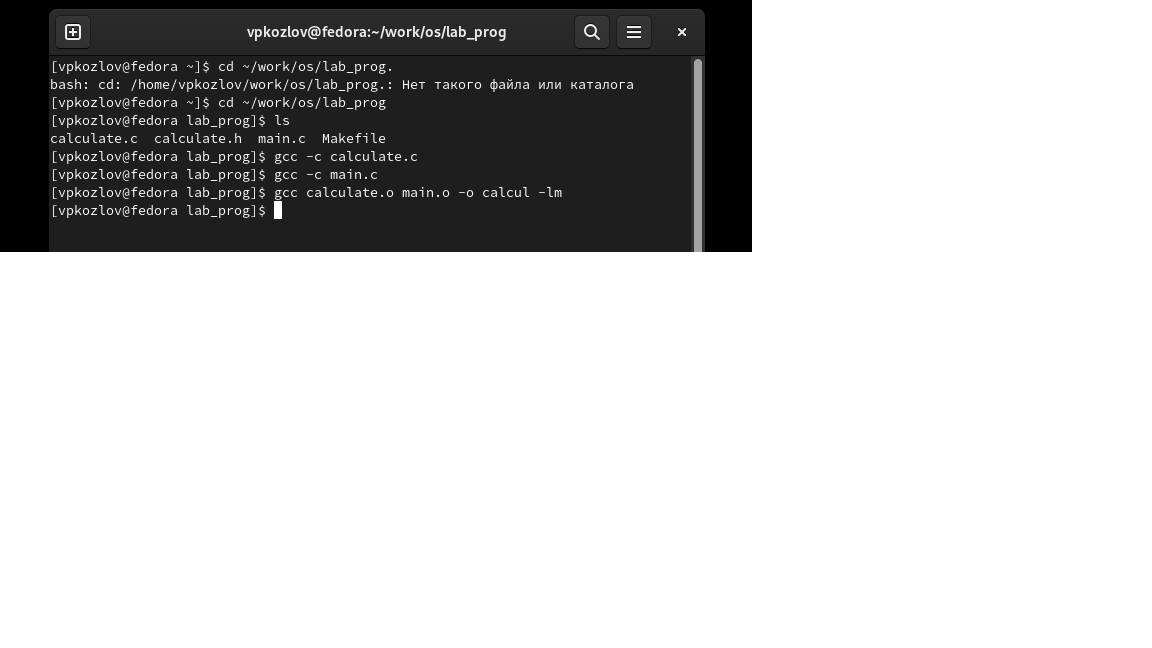 vpkozlov@fedora:~/work/os/lab_prog
[vpkozlov@fedora ~]$ cd ~/work/os/lab_prog.
bash: cd: /home/vpkozlov/work/os/lab_prog.: Нет такого файла или каталога
[vpkozlov@fedora ~]$ cd ~/work/os/lab_prog
[vpkozlov@fedora lab_prog]$ ls
calculate.c  calculate.h  main.c  Makefile
[vpkozlov@fedora lab_prog]$ gcc -c calculate.c
[vpkozlov@fedora lab_prog]$ gcc -c main.c
[vpkozlov@fedora lab_prog]$ gcc calculate.o main.o -o calcul -lm
[vpkozlov@fedora lab_prog]$